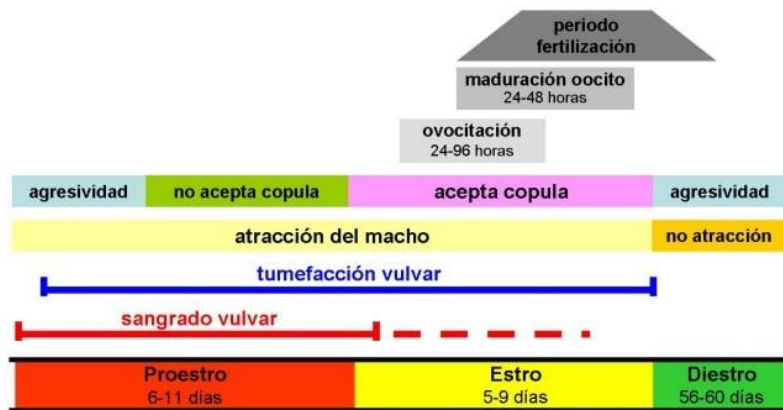 periodo
fertilización
maduración oocito
24-48 horas
ovocitación
24-96 horas
agresividad
no acepta copula
acepta copula
agresividad
atracción del macho
no atracción
tumefacción vulvar
sangrado vulvar
Proestro
6-11 días
Estro
5-9 días
Diestro
56-60 días